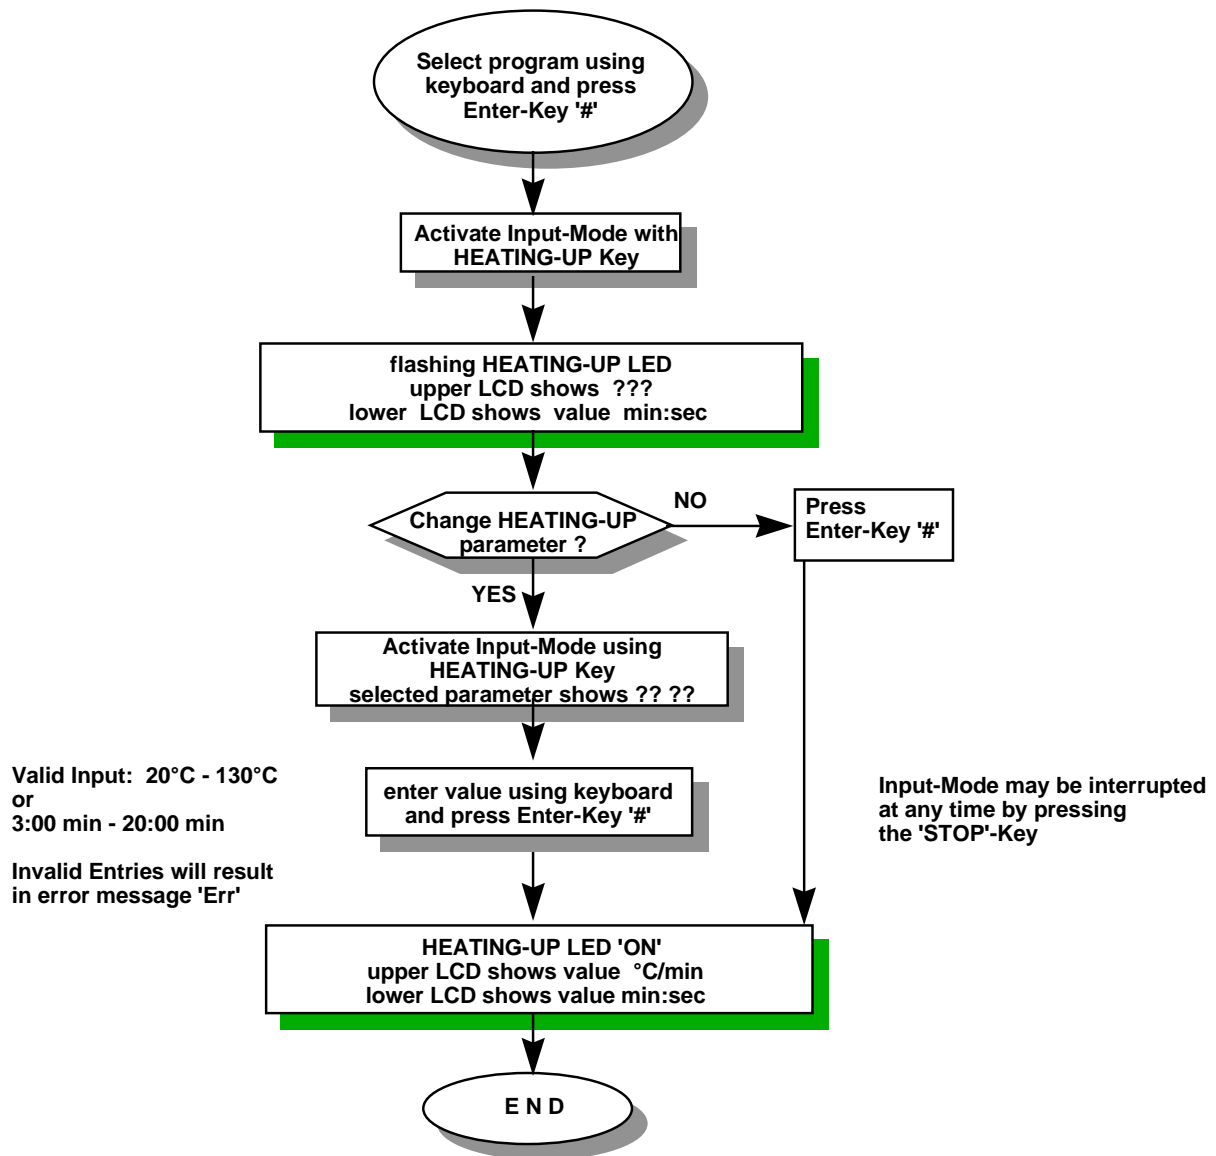 Select program using
keyboard and press
Enter-Key '#'
Activate Input-Mode with
HEATING-UP Key
flashing HEATING-UP LED
upper LCD shows ???
lower LCD shows value min:sec
Change HEATING-UP
parameter ?
NO
Press
Enter-Key '#'
YES
Activate Input-Mode using
HEATING-UP Key
selected parameter shows ?? ??
Valid Input: 20°C - 130°C
or
3:00 min - 20:00 min
Invalid Entries will result
in error message 'Err'
enter value using keyboard
and press Enter-Key '#'
Input-Mode may be interrupted
at any time by pressing
the 'STOP'-Key
HEATING-UP LED 'ON'
upper LCD shows value °C/min
lower LCD shows value min:sec
E N D